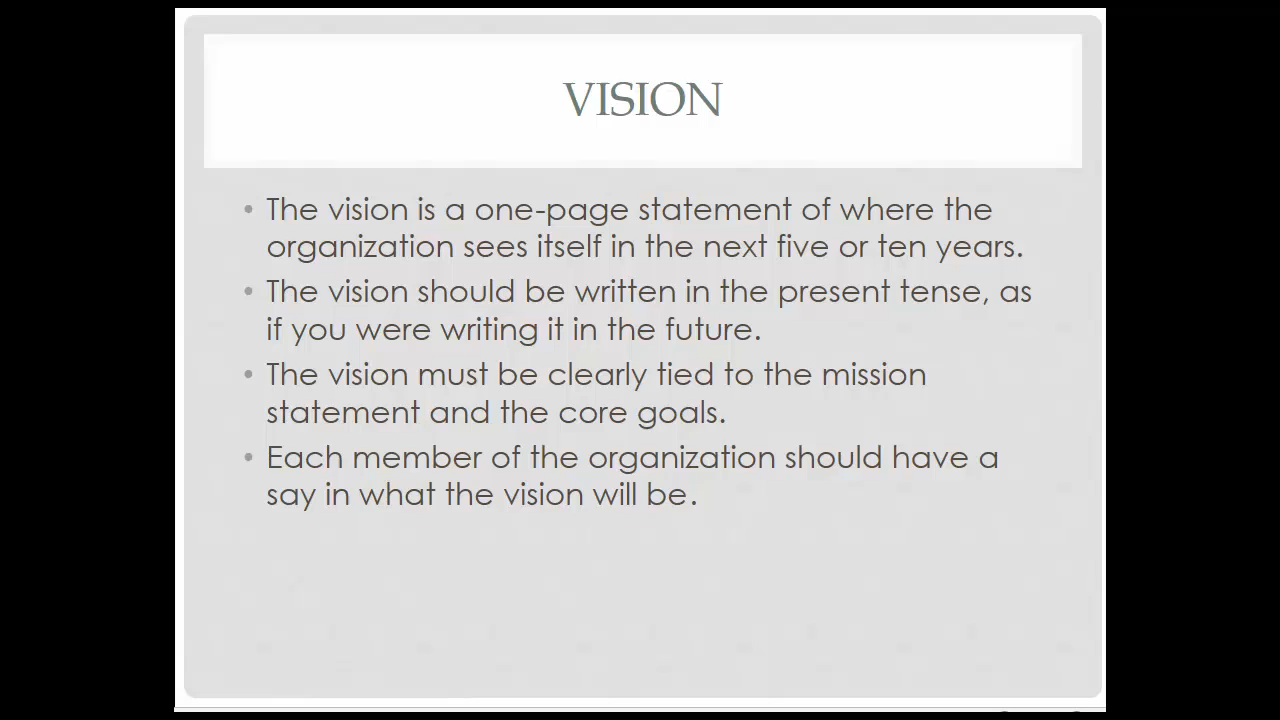 VISION
• The vision is a one-page statement of where the
organization sees itself in the next five or ten years.
• The vision should be written in the present tense, as
if you were writing it in the future.
• The vision must be clearly tied to the mission
statement and the core goals.
• Each member of the organization should have a
say in what the vision will be.